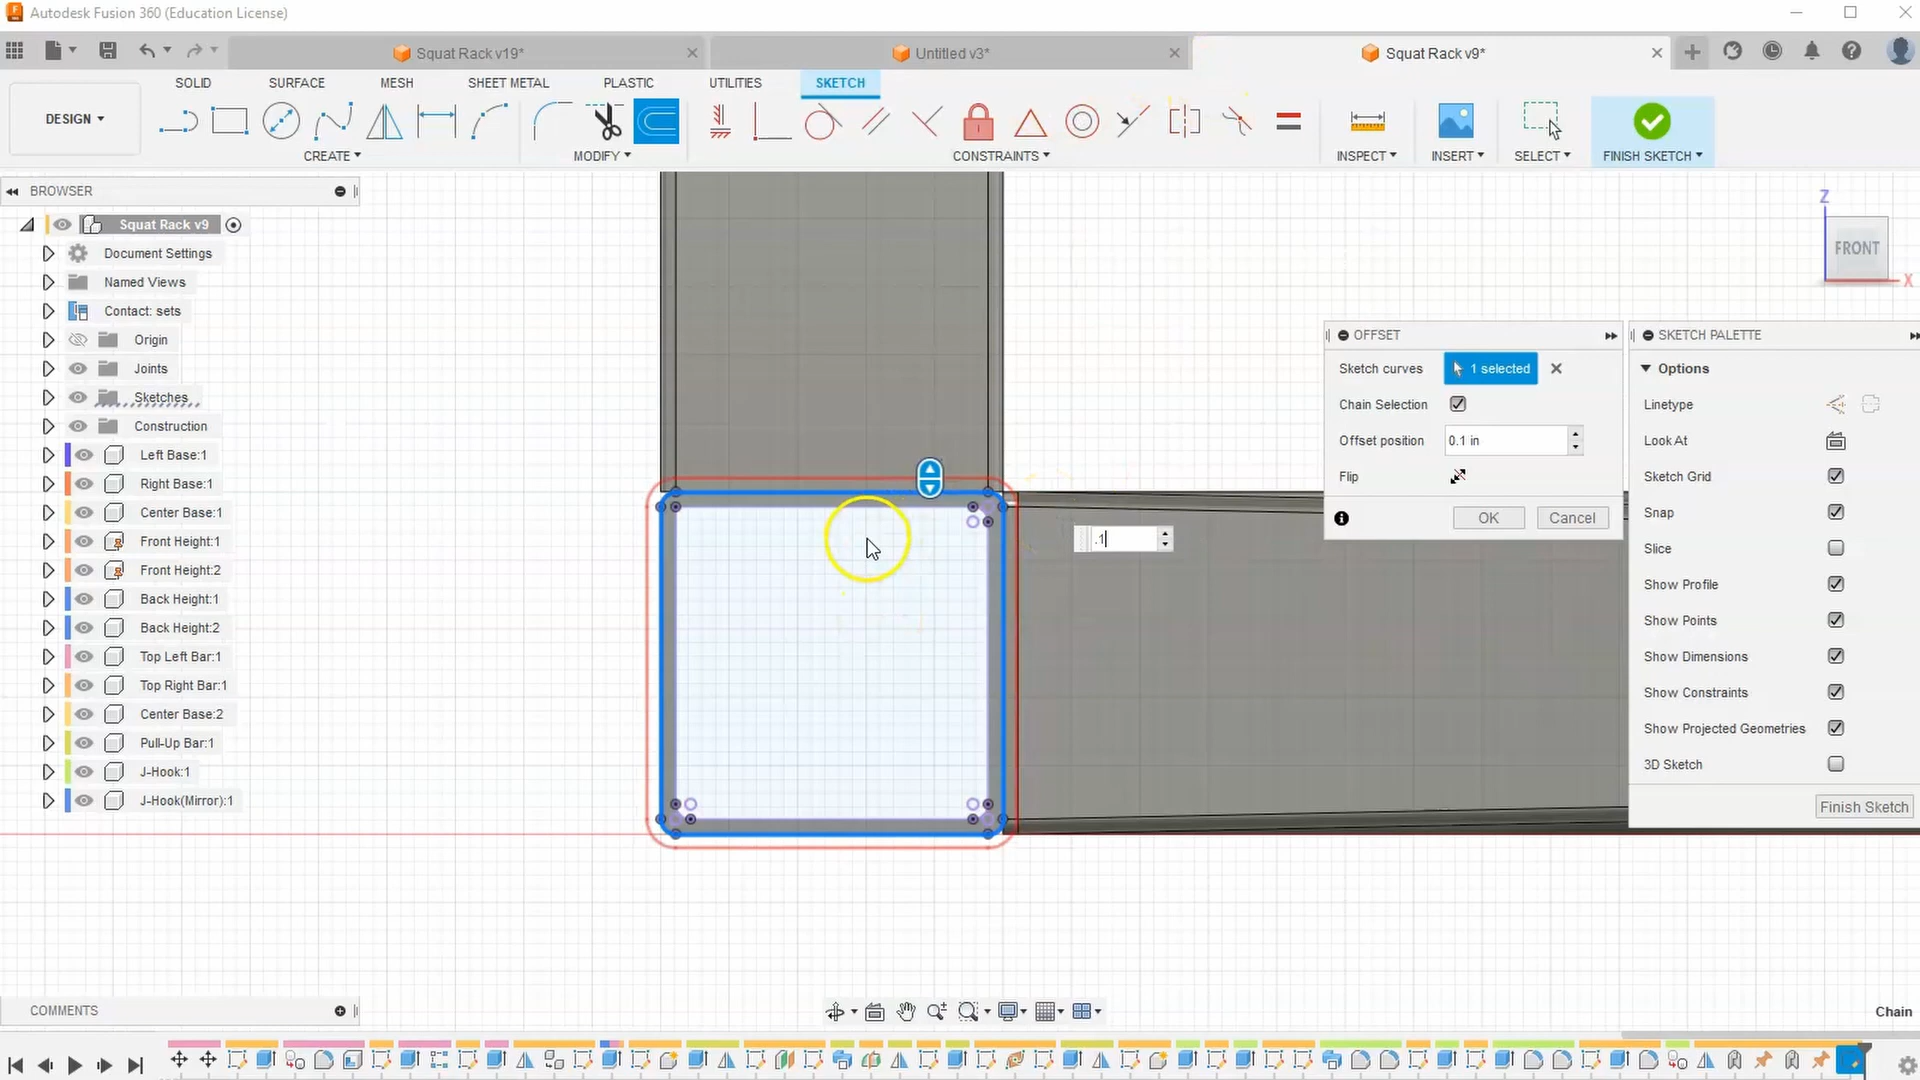 Autodesk Fusion 360 (Education License)
Squat Rack v19*
Untitled v3*
Squat Rack v9*
SOLID SURFACE MESH SHEET METAL PLASTIC UTILITIES SKETCH
DESIGN
CREATE MODIFY CONSTRAINTS INSPECT INSERT SELECT FINISH SKETCH
BROWSER
Squat Rack v9
Document Settings
Named Views
Contact: sets
Origin
Joints
Sketches
Construction
Left Base:1
Right Base:1
Center Base:1
Front Height:1
Front Height:2
Back Height:1
Back Height:2
Top Left Bar:1
Top Right Bar:1
Center Base:2
Pull-Up Bar:1
J-Hook:1
J-Hook(Mirror):1
Z
FRONT
X
OFFSET
Sketch curves 1 selected
Chain Selection
Offset position 0.1 in
Flip
OK Cancel
.1
SKETCH PALETTE
Options
Linetype
Look At
Sketch Grid
Snap
Slice
Show Profile
Show Points
Show Dimensions
Show Constraints
Show Projected Geometries
3D Sketch
Finish Sketch
COMMENTS
Chain